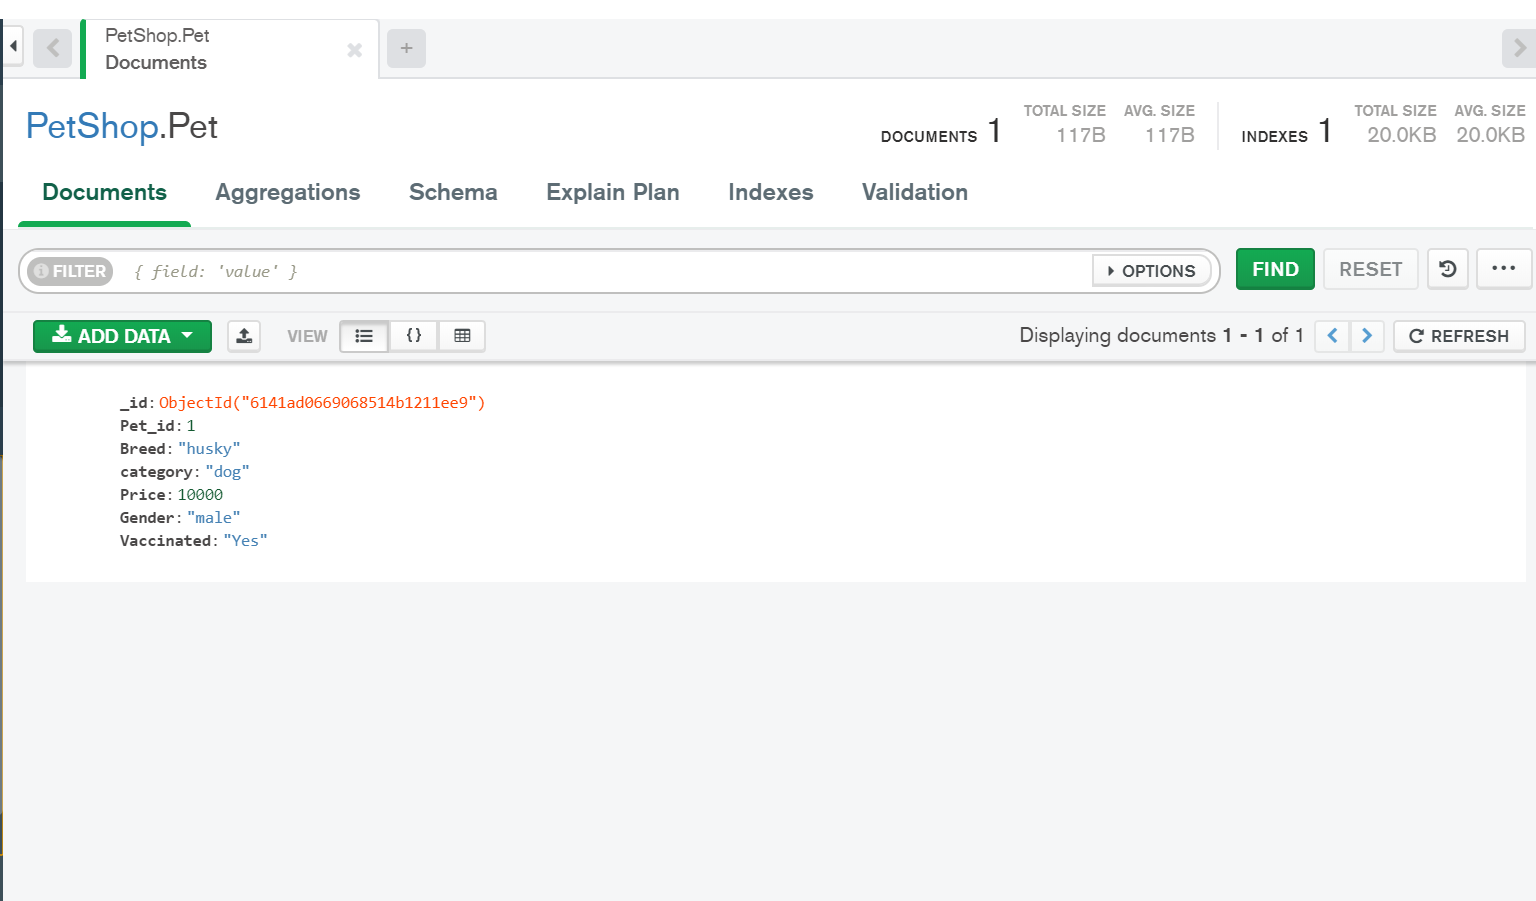 PetShop.Pet
Documents
+
PetShop.Pet
DOCUMENTS 1 TOTAL SIZE 117B AVG. SIZE 117B
INDEXES 1 TOTAL SIZE 20.0KB AVG. SIZE 20.0KB
Documents Aggregations Schema Explain Plan Indexes Validation
FILTER { field: 'value' } OPTIONS FIND RESET ...
ADD DATA VIEW {} Displaying documents 1 - 1 of 1 REFRESH
_id: ObjectId("6141ad0669068514b1211ee9")
Pet_id: 1
Breed: "husky"
category: "dog"
Price: 10000
Gender: "male"
Vaccinated: "Yes"